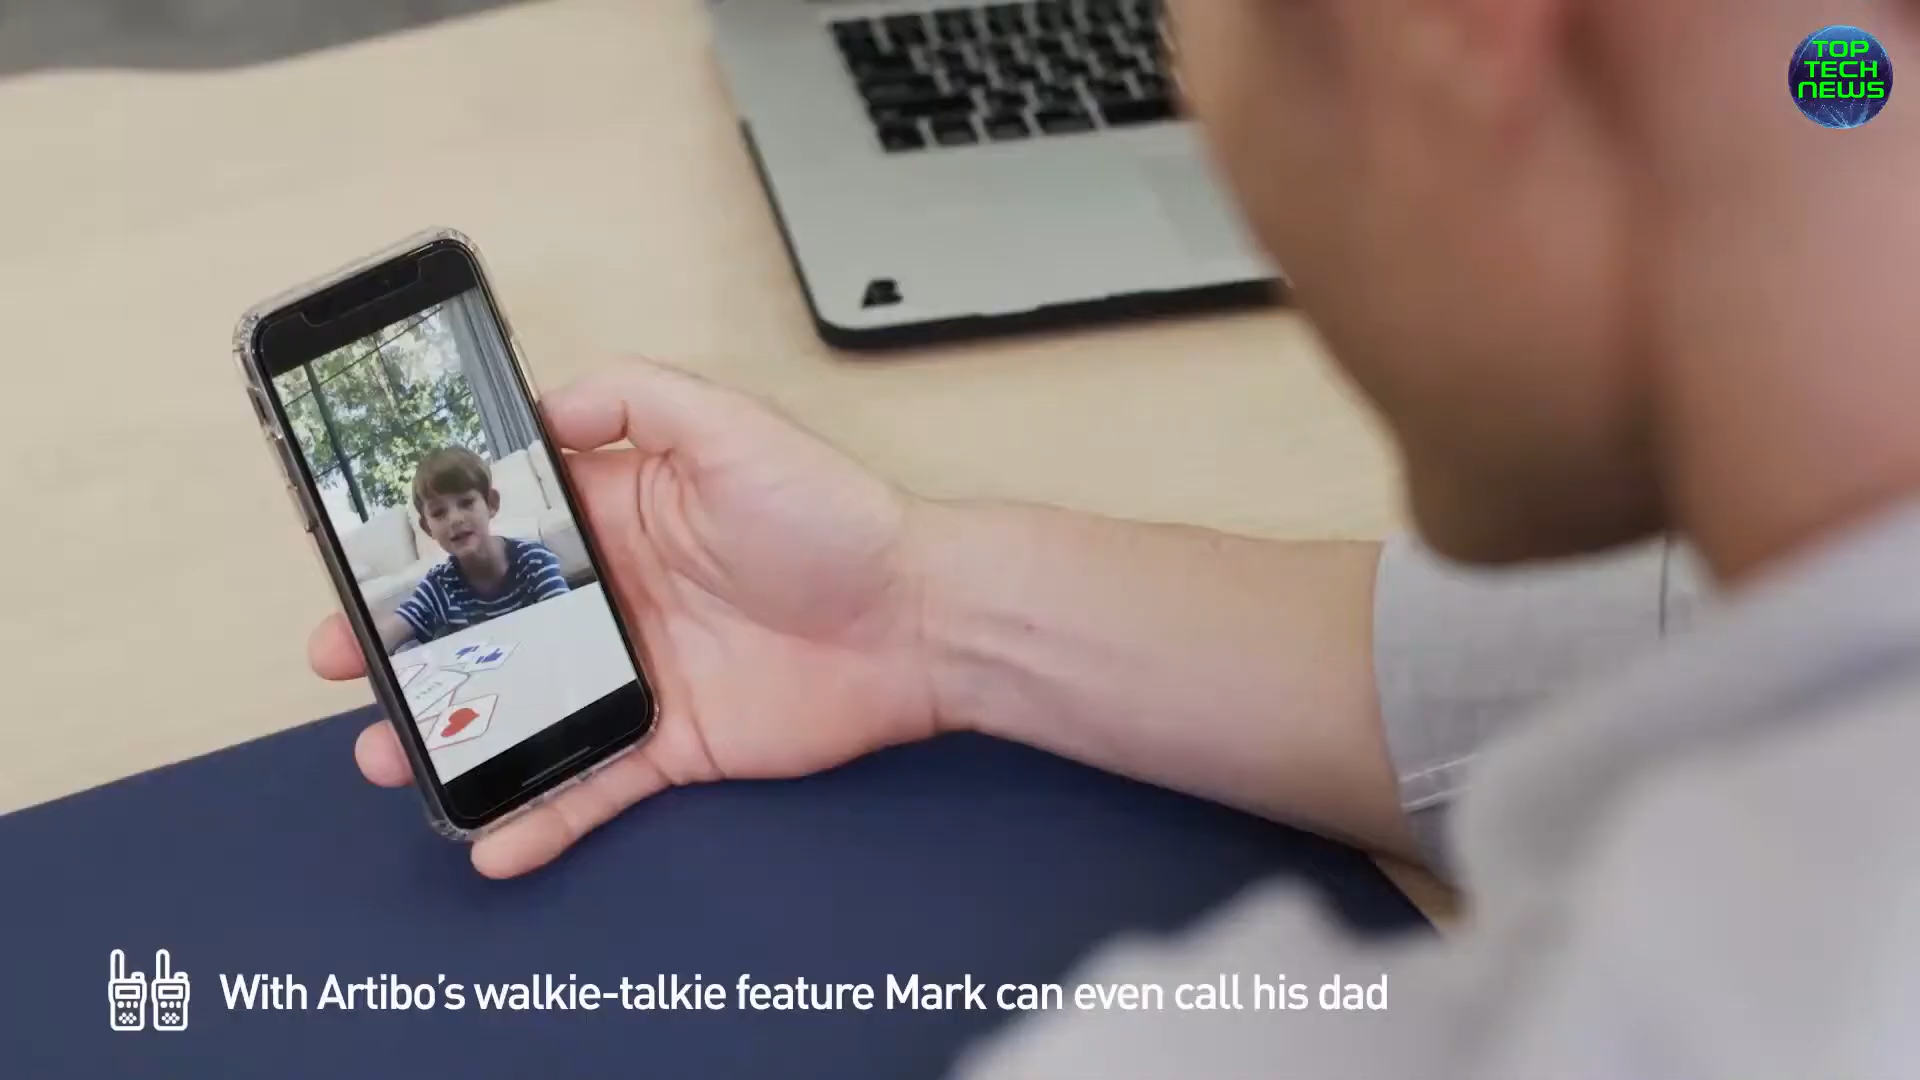 TOP
TECH
NEWS
With Artibo's walkie-talkie feature Mark can even call his dad